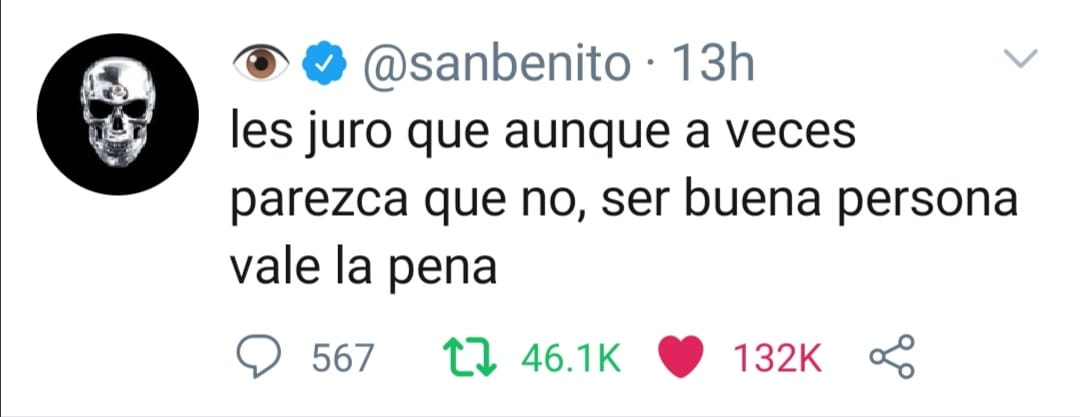 @sanbenito · 13h
les juro que aunque a veces
parezca que no, ser buena persona
vale la pena
567 46.1K 132K